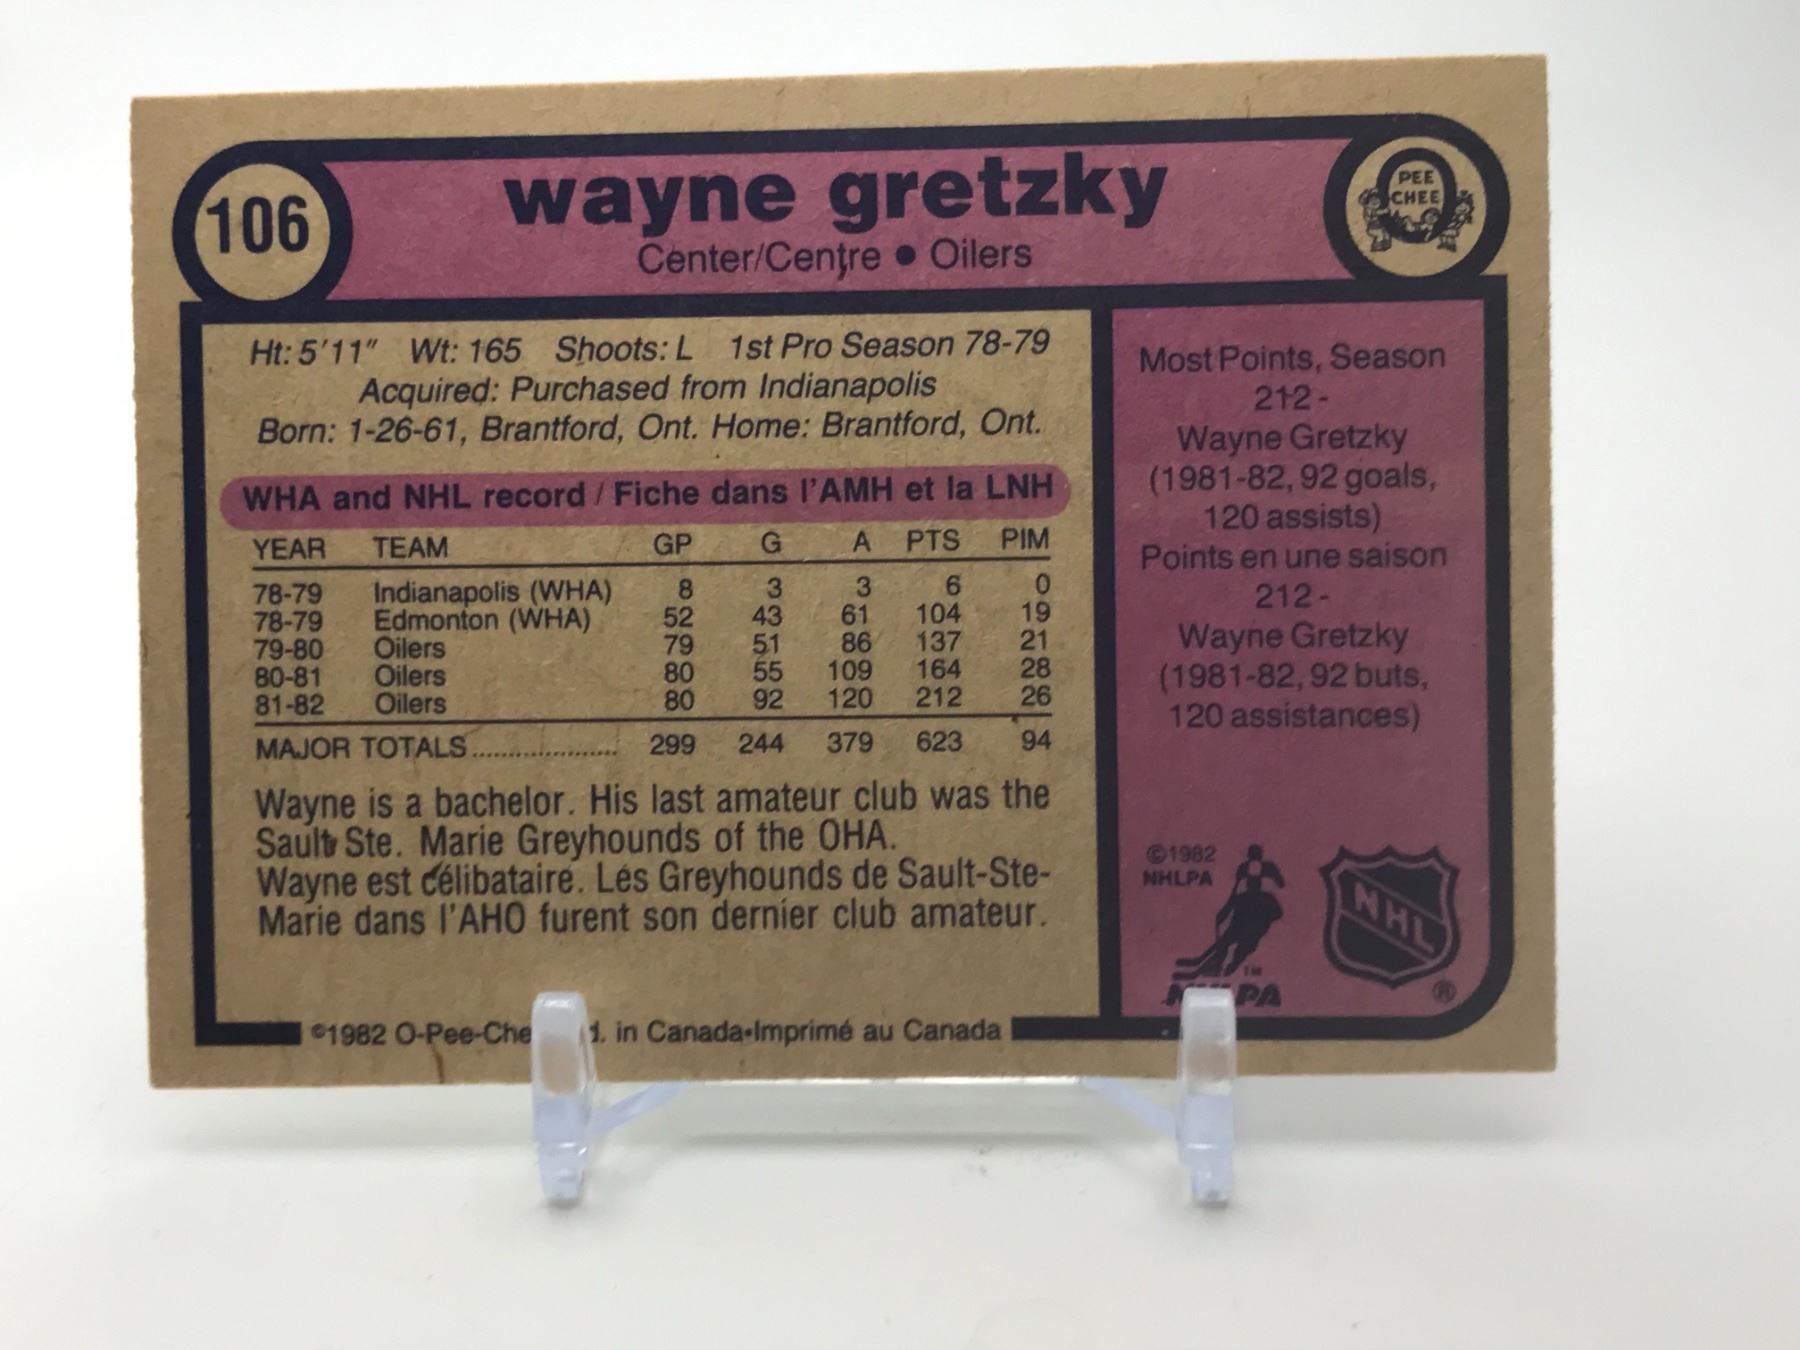 106
wayne gretzky
Center/Centre • Oilers
PEE
CHEE
Ht: 5'11" Wt: 165 Shoots: L 1st Pro Season 78-79
Acquired: Purchased from Indianapolis
Born: 1-26-61, Brantford, Ont. Home: Brantford, Ont.
WHA and NHL record / Fiche dans l'AMH et la LNH
YEAR TEAM GP G A PTS PIM
78-79 Indianapolis (WHA) 8 3 3 6 0
78-79 Edmonton (WHA) 52 43 61 104 19
79-80 Oilers 79 51 86 137 21
80-81 Oilers 80 55 109 164 28
81-82 Oilers 80 92 120 212 26
MAJOR TOTALS..................... 299 244 379 623 94
Wayne is a bachelor. His last amateur club was the
Sault Ste. Marie Greyhounds of the OHA.
Wayne est célibataire. Les Greyhounds de Sault-Ste-
Marie dans l'AHO furent son dernier club amateur.
©1982 O-Pee-Che d. in Canada•Imprimé au Canada
Most Points, Season
212 -
Wayne Gretzky
(1981-82, 92 goals,
120 assists)
Points en une saison
212 -
Wayne Gretzky
(1981-82, 92 buts,
120 assistances)
©1982
NHLPA
TM
NHLPA
NHL
®